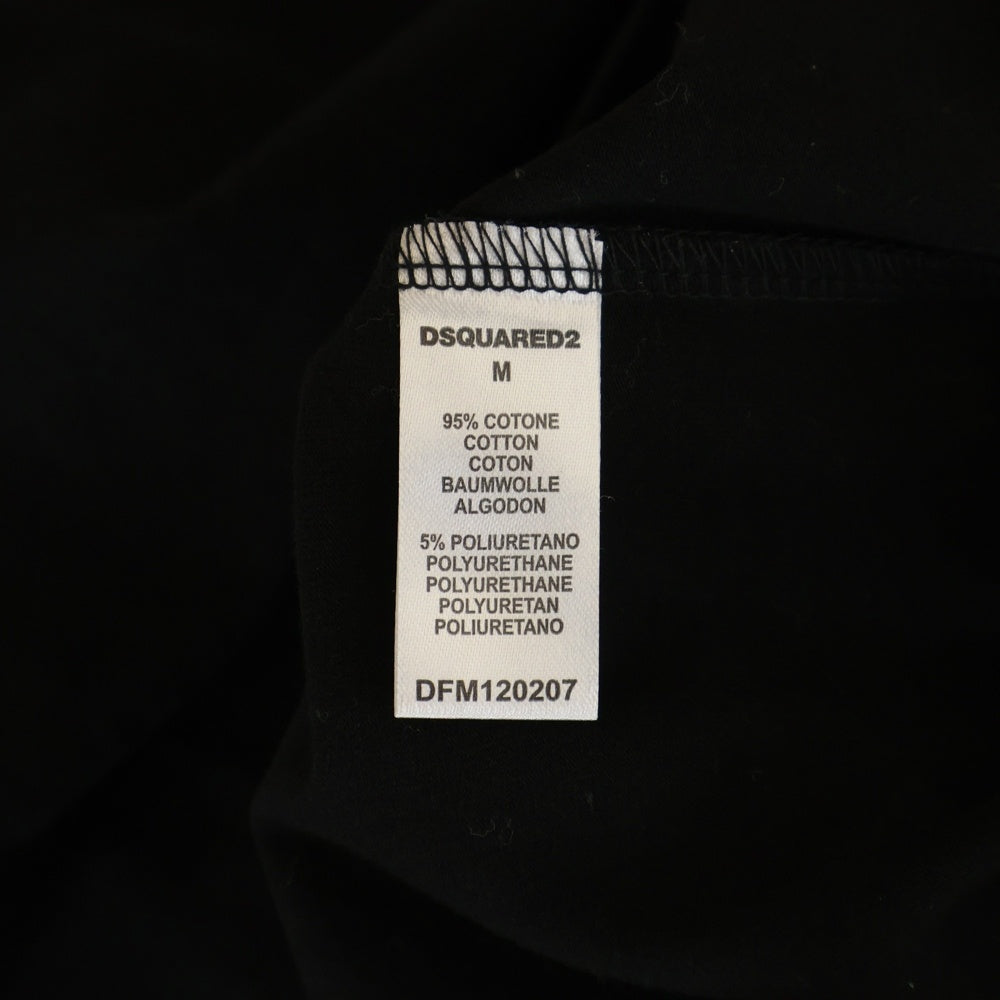 DSQUARED2
M
95% COTONE
COTTON
COTON
BAUMWOLLE
ALGODON
5% POLIURETANO
POLYURETHANE
POLYURETHANE
POLYURETAN
POLIURETANO
DFM120207